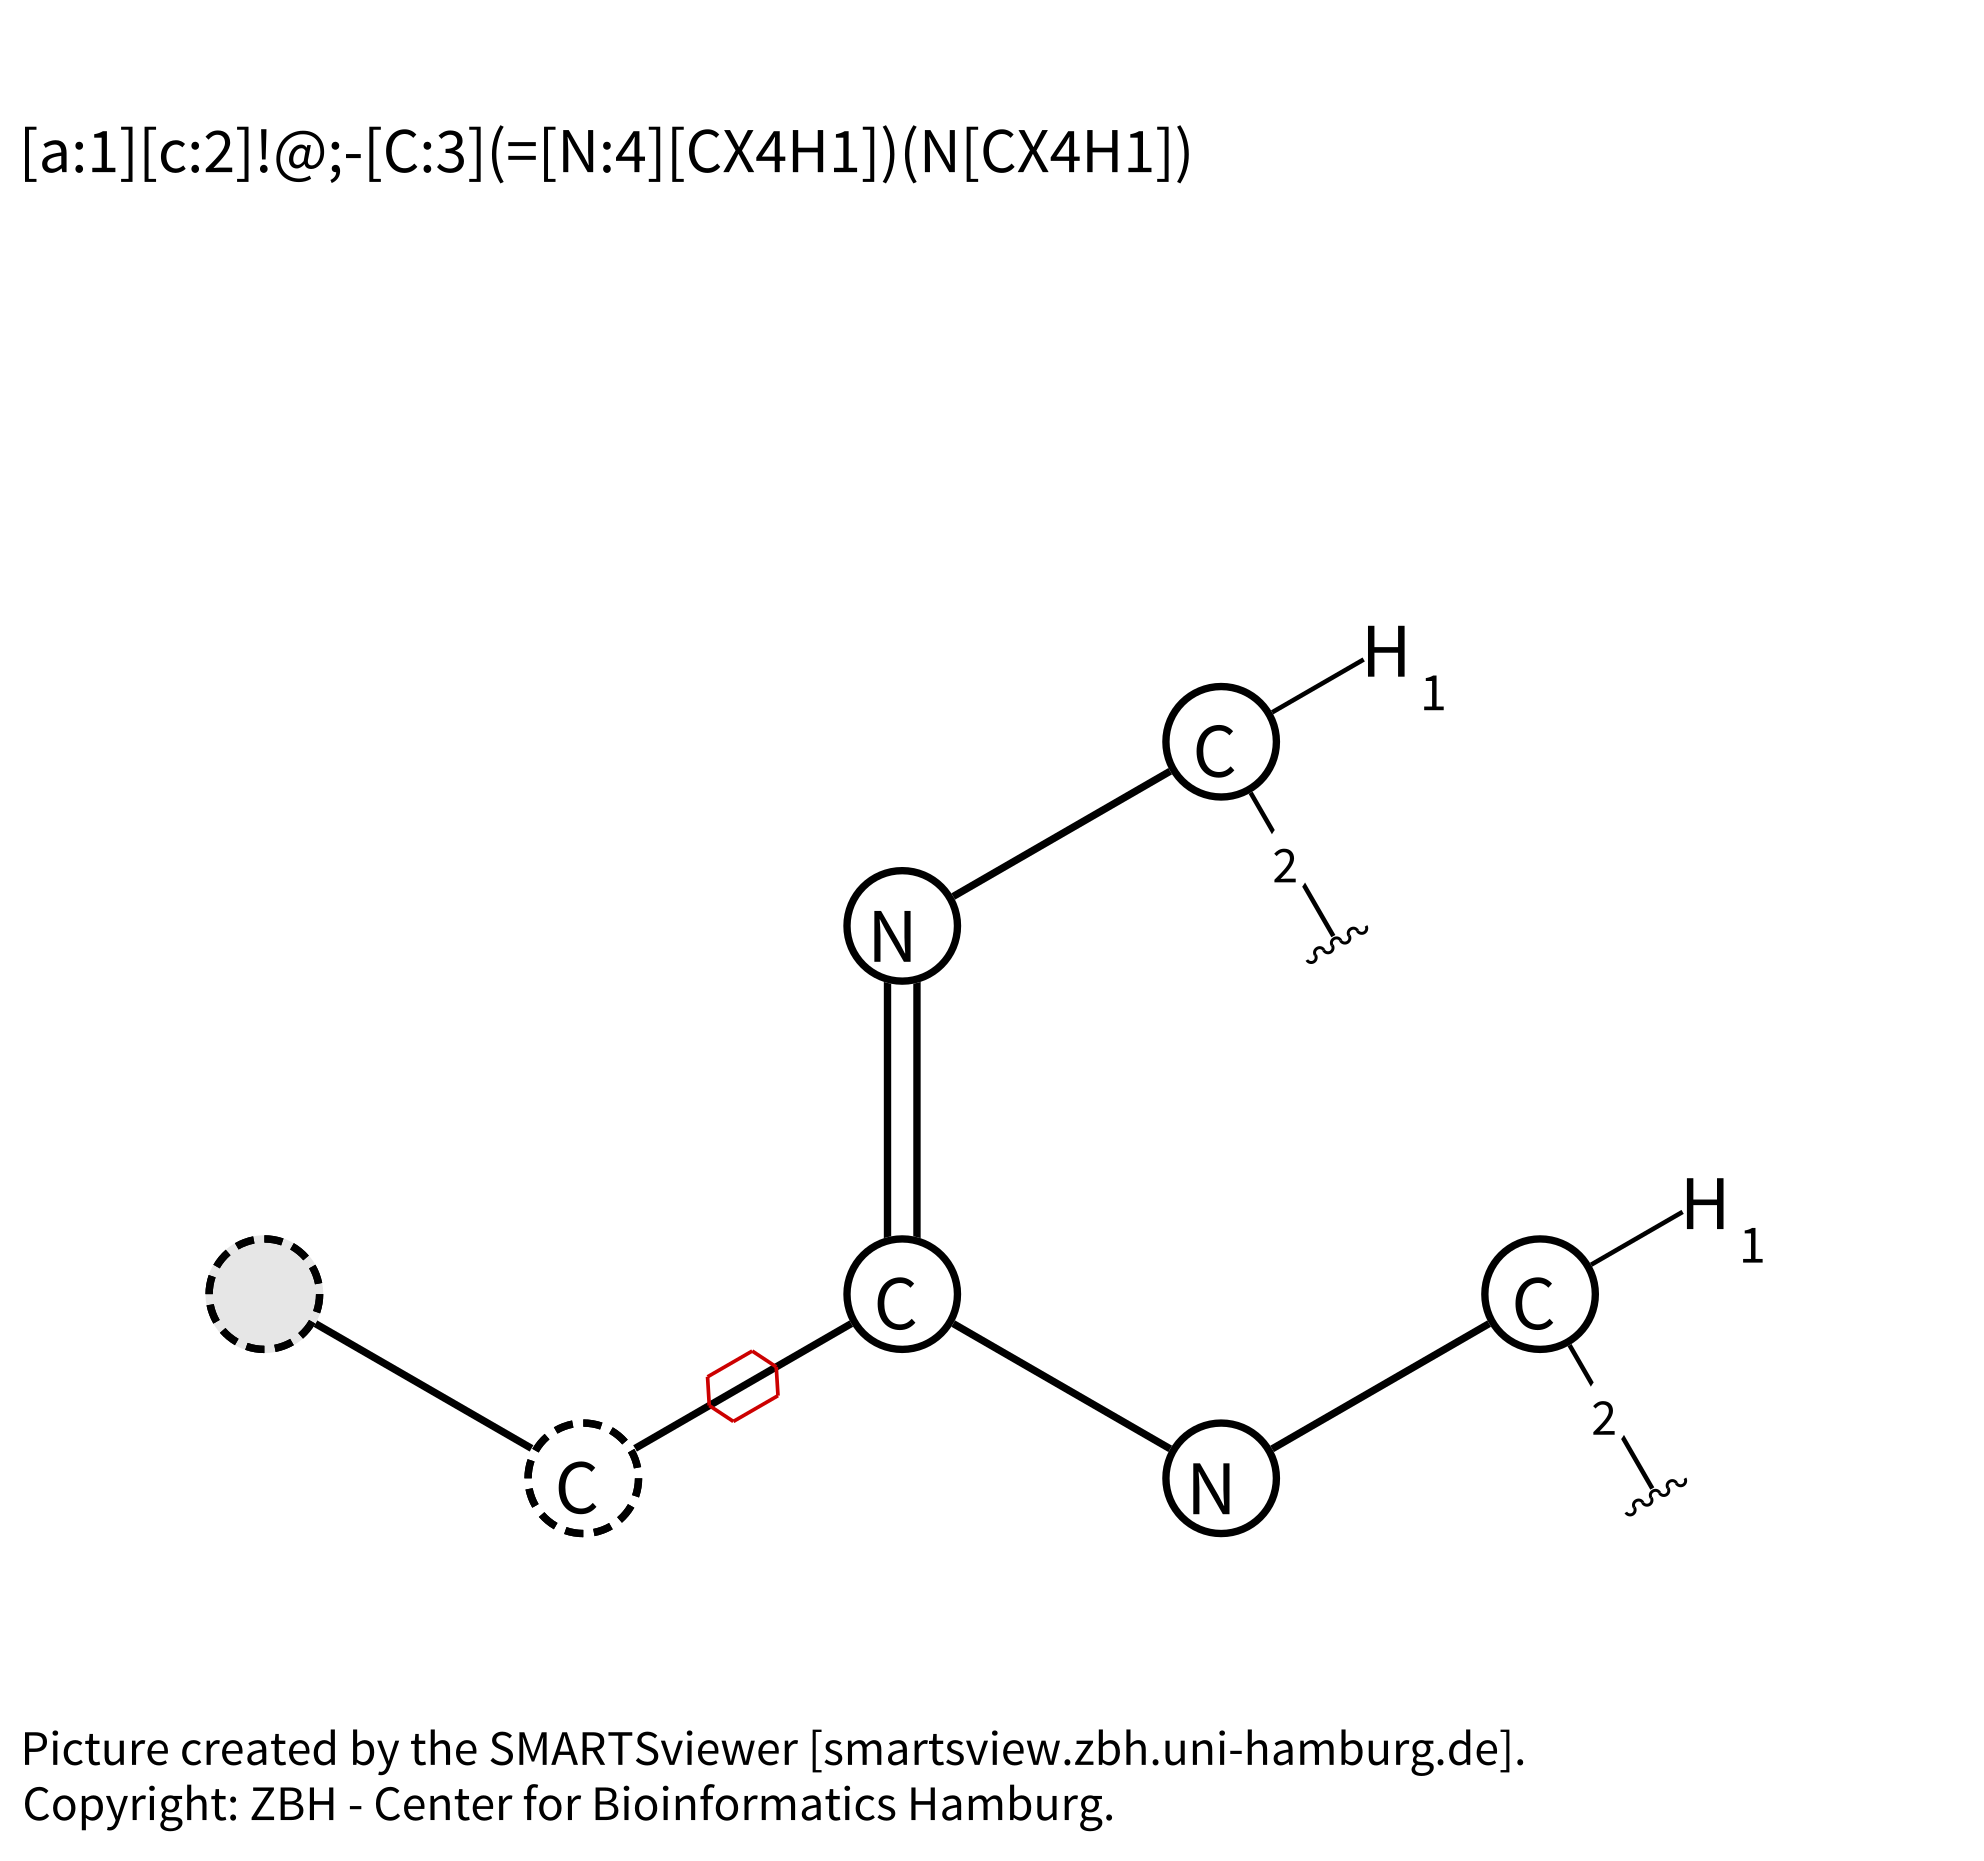 [a:1][c:2]!@;-[C:3](=[N:4][CX4H1])(N[CX4H1])
H
1
C
2
N
H
1
C
C
2
C
N
Picture created by the SMARTSviewer [smartsview.zbh.uni-hamburg.de].
Copyright: ZBH - Center for Bioinformatics Hamburg.